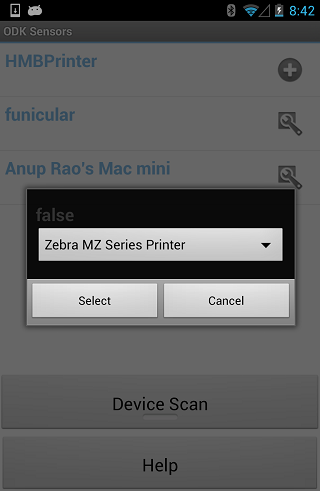 8:42
ODK Sensors
HMBPrinter
funicular
Anup Rao's Mac mini
false
Zebra MZ Series Printer
Select
Cancel
Device Scan
Help